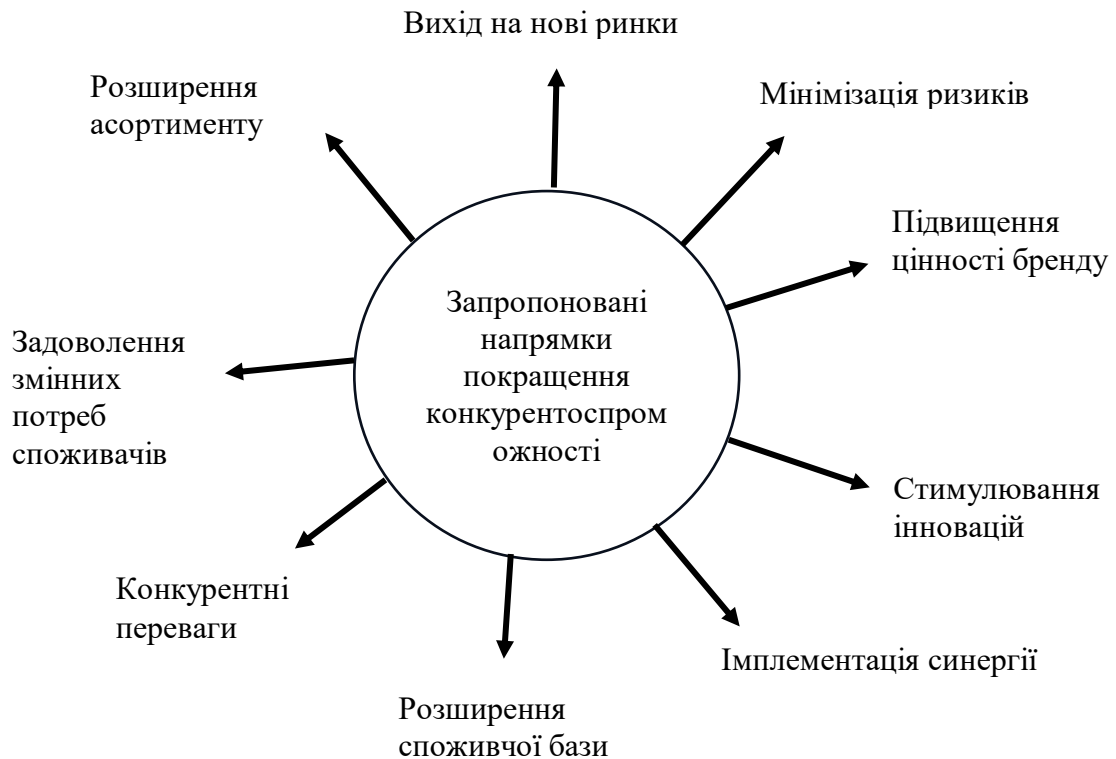 Вихід на нові ринки
Розширення
асортименту
Мінімізація ризиків
Підвищення
цінності бренду
Запропоновані
напрямки
покращення
конкурентоспром
ожності
Задоволення
змінних
потреб
споживачів
Стимулювання
інновацій
Конкурентні
переваги
Імплементація синергії
Розширення
споживчої бази